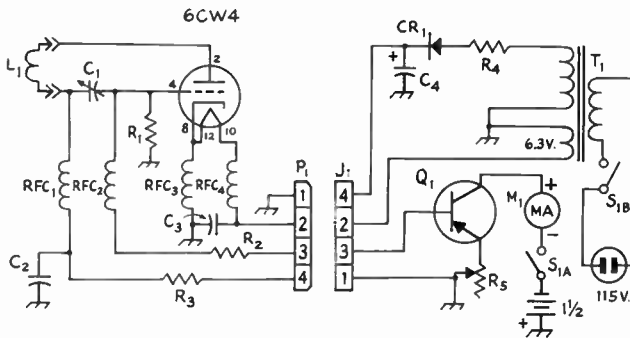 6CW4
L1
C1
2
4
8
12
10
R1
RFC1
RFC2
RFC3
RFC4
C3
C2
R2
R3
P1
1
2
3
4
J1
4
2
3
1
CR1
+
C4
R4
T1
6.3V.
Q1
R5
+
M1
MA
-
S1A
+
1½
S1B
115V.